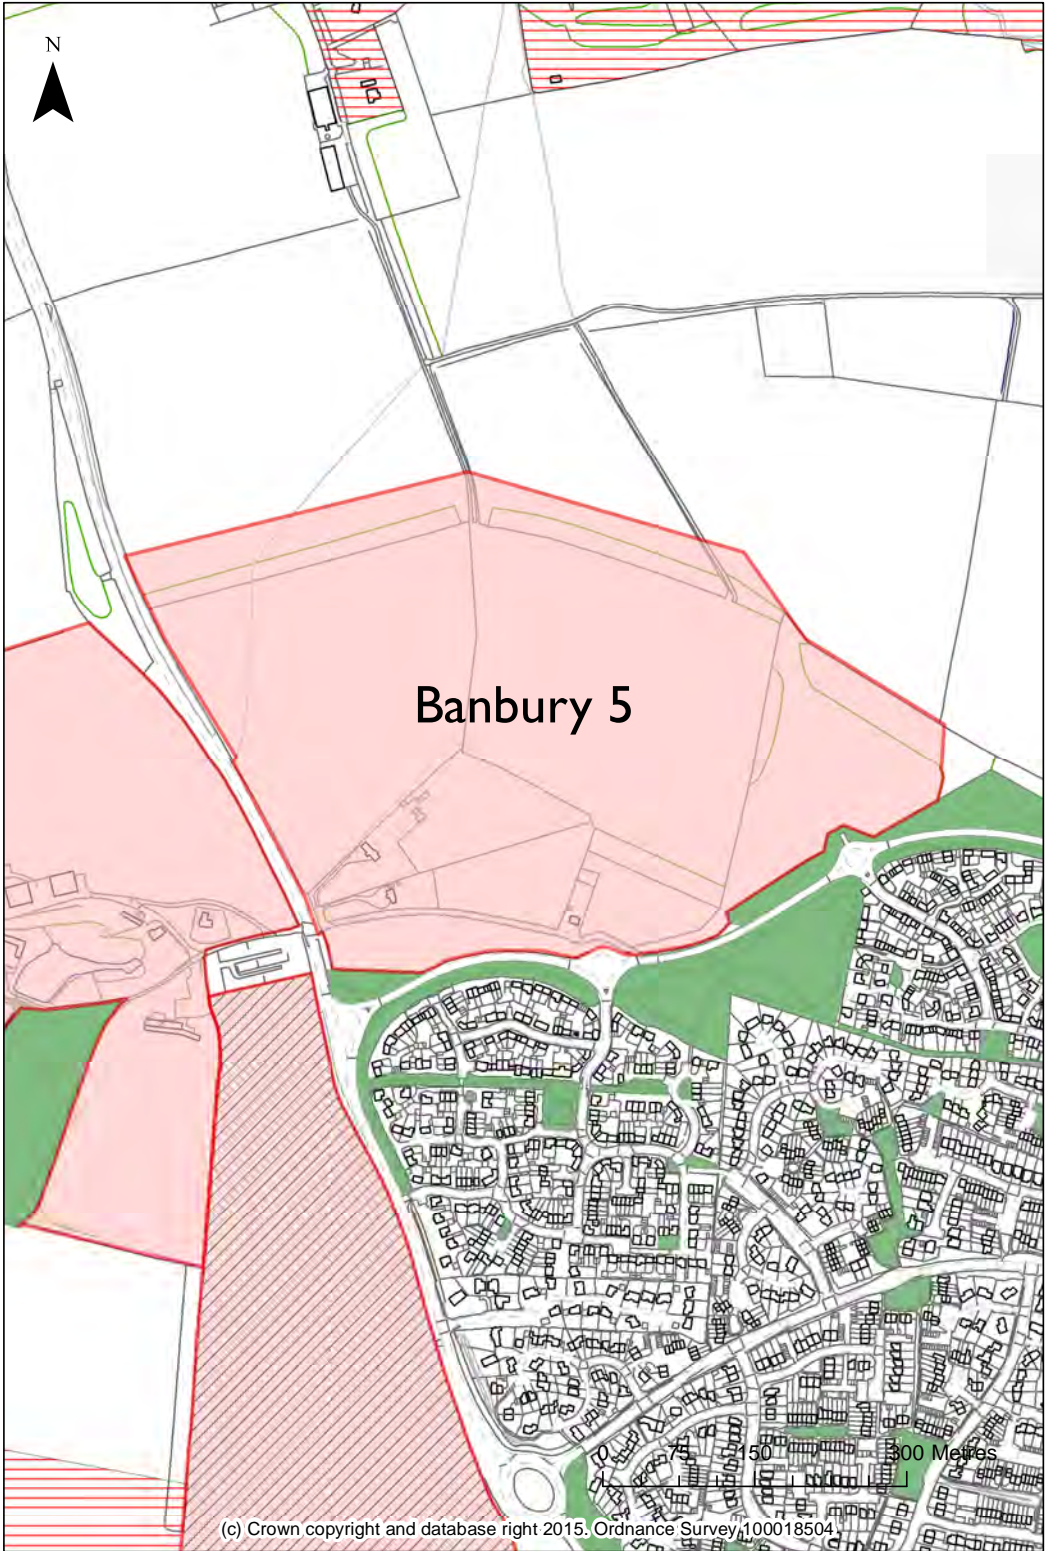 N
Banbury 5
0 75 150 300 Metres
(c) Crown copyright and database right 2015. Ordnance Survey 100018504